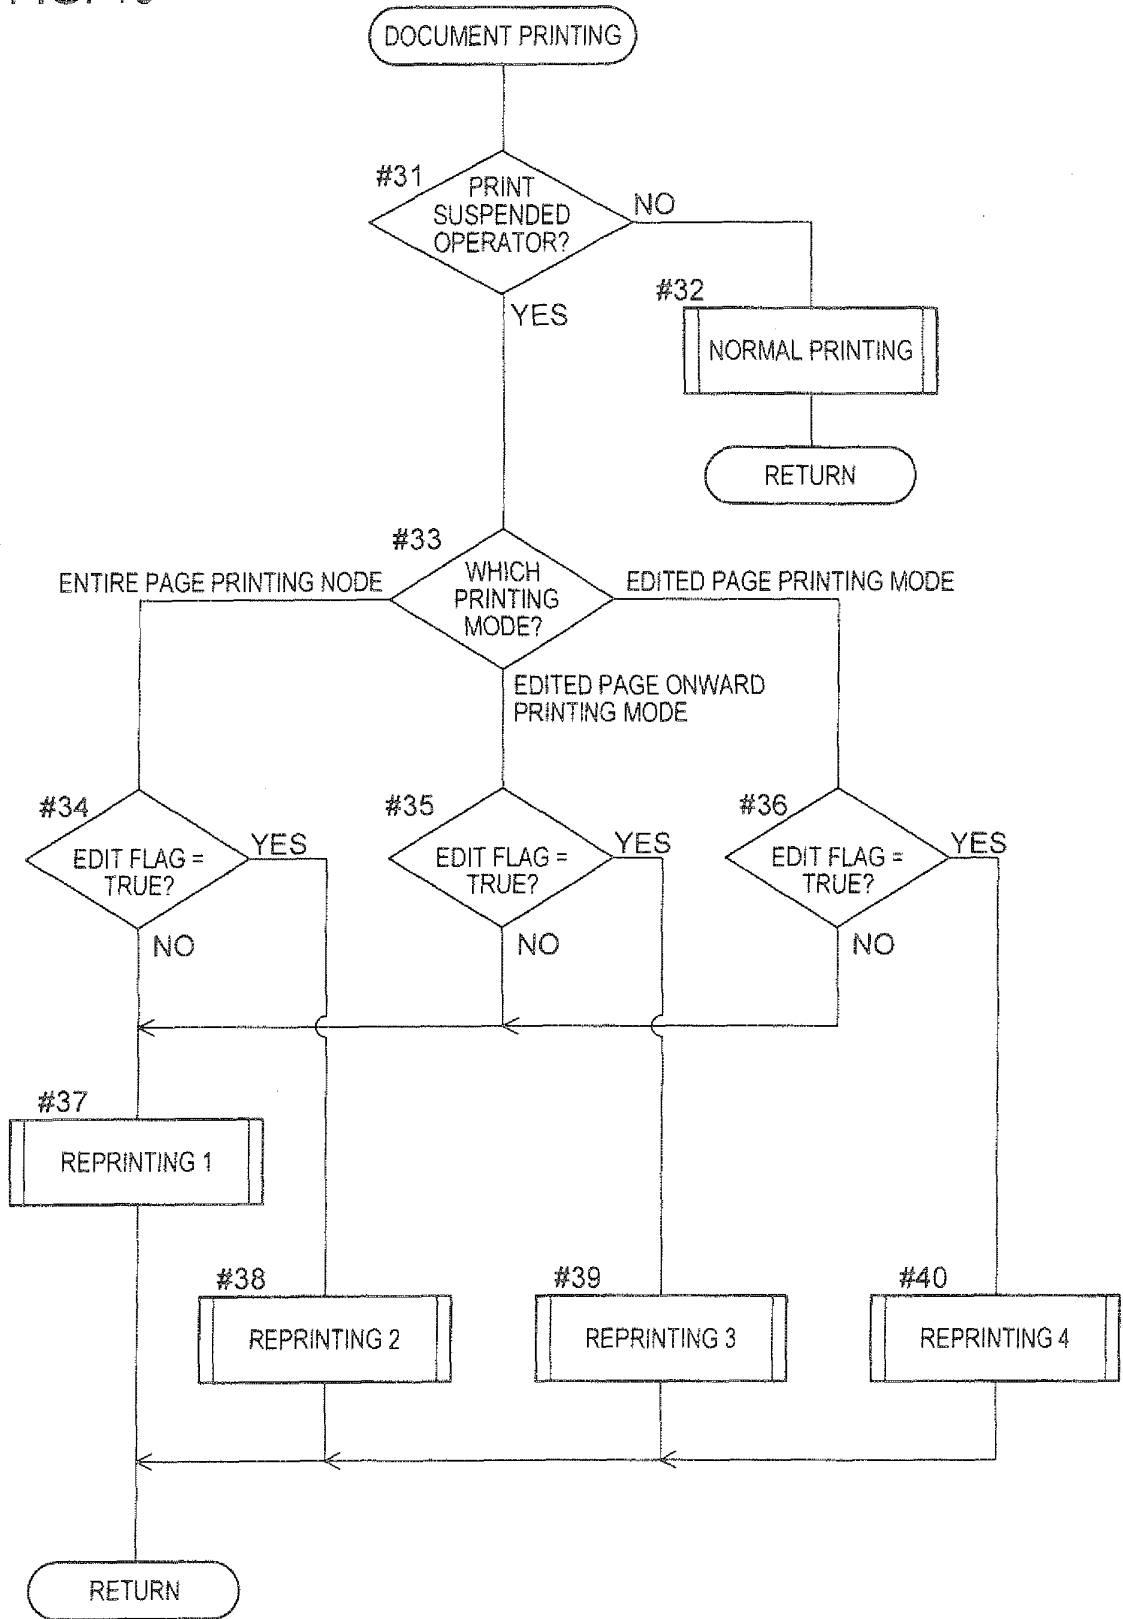 DOCUMENT PRINTING
#31
PRINT
SUSPENDED
OPERATOR?
NO
YES
#32
NORMAL PRINTING
RETURN
#33
WHICH
PRINTING
MODE?
ENTIRE PAGE PRINTING NODE
EDITED PAGE PRINTING MODE
EDITED PAGE ONWARD
PRINTING MODE
#34
EDIT FLAG =
TRUE?
YES
NO
#35
EDIT FLAG =
TRUE?
YES
NO
#36
EDIT FLAG =
TRUE?
YES
NO
#37
REPRINTING 1
#38
REPRINTING 2
#39
REPRINTING 3
#40
REPRINTING 4
RETURN